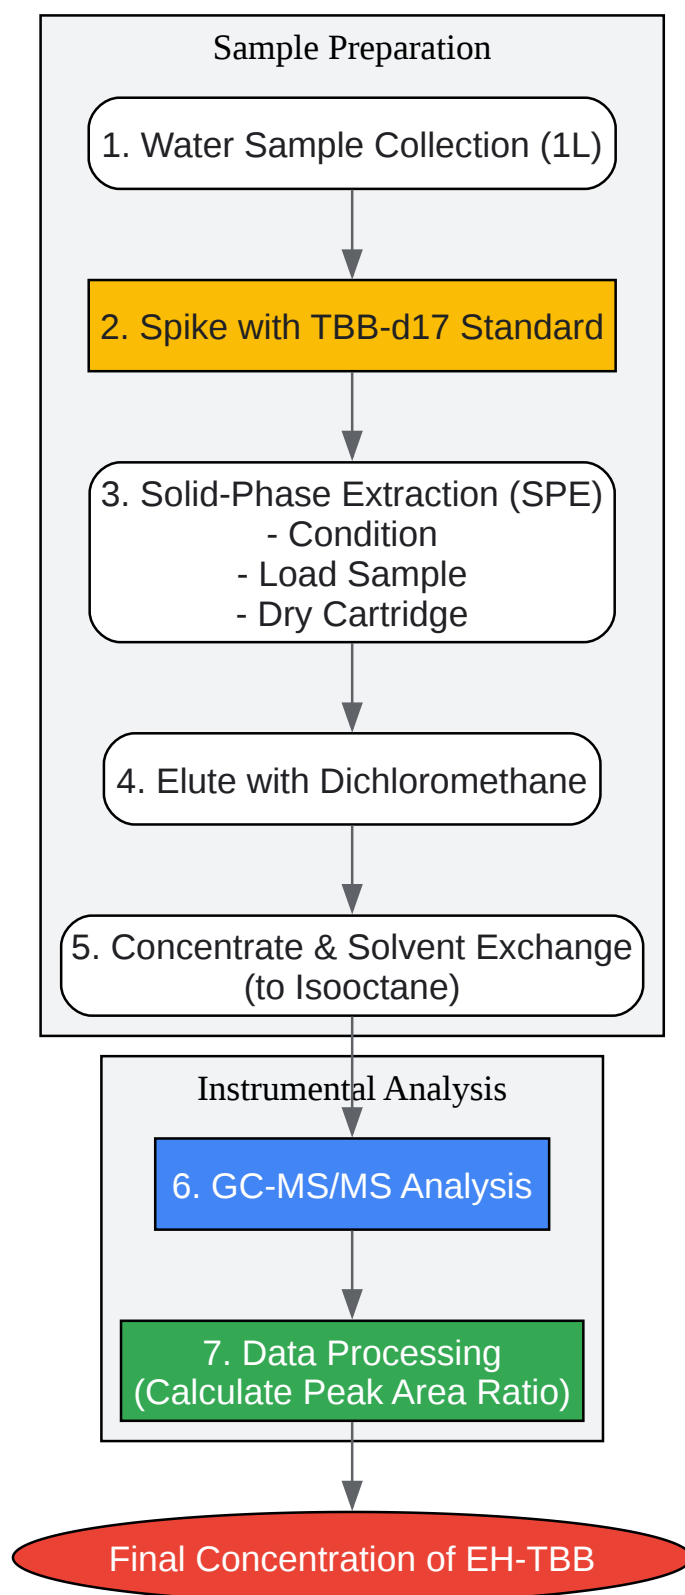 Sample Preparation
1. Water Sample Collection (1L)
2. Spike with TBB-d17 Standard
3. Solid-Phase Extraction (SPE)
- Condition
- Load Sample
- Dry Cartridge
4. Elute with Dichloromethane
5. Concentrate & Solvent Exchange
(to Isooctane)
Instrumental Analysis
6. GC-MS/MS Analysis
7. Data Processing
(Calculate Peak Area Ratio)
Final Concentration of EH-TBB